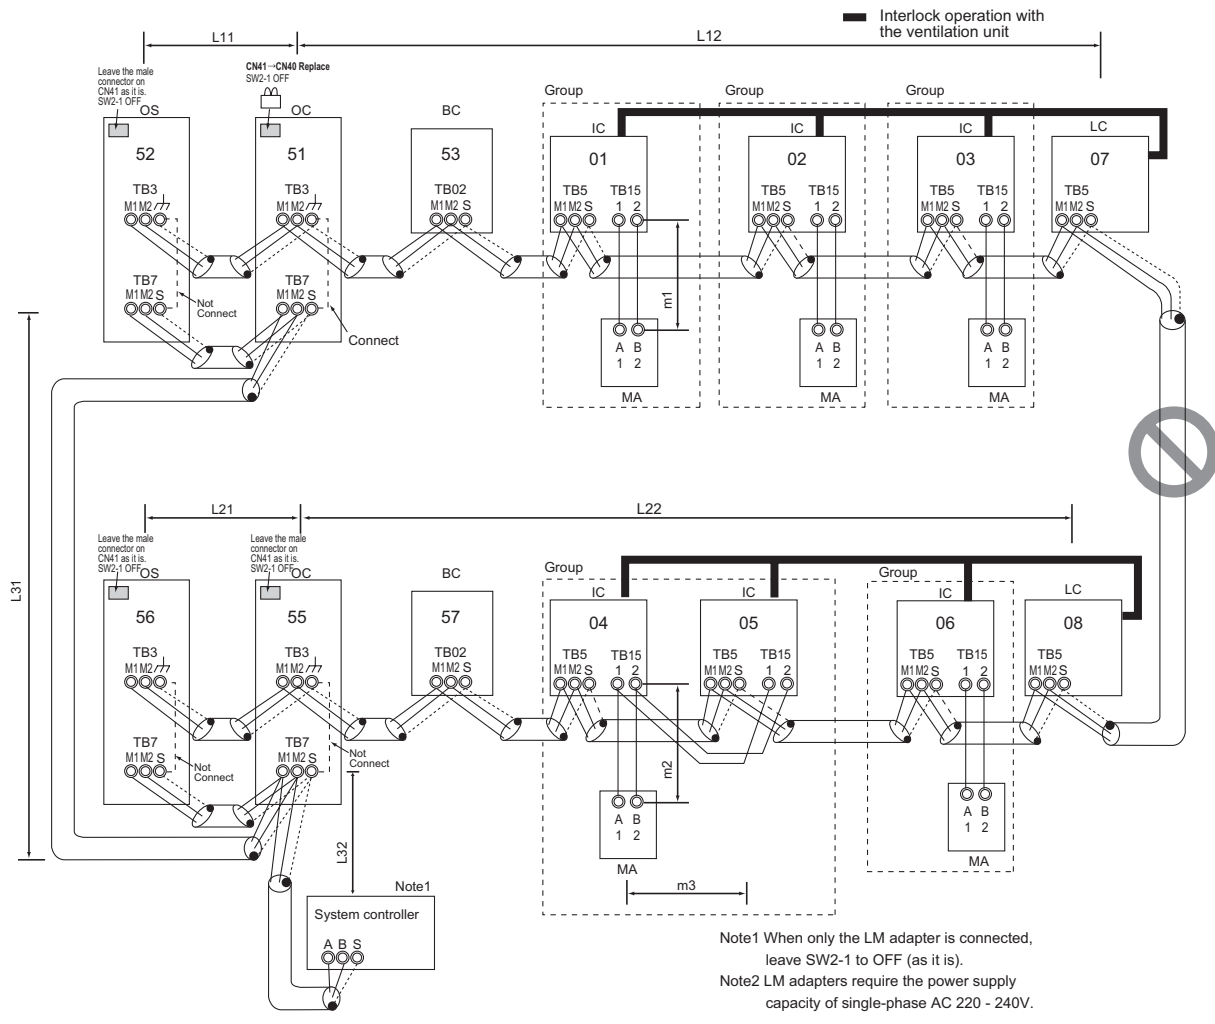 Interlock operation with
the ventilation unit
L11
L12
Leave the male
connector on
CN41 as it is.
SW2-1 OFF
CN41→CN40 Replace
SW2-1 OFF
OS
OC
BC
Group
Group
Group
IC
IC
IC
LC
52
51
53
01
02
03
07
TB3
TB3
TB02
TB5
TB15
TB5
TB15
TB5
TB15
TB5
M1 M2
M1 M2
M1 M2 S
M1 M2 S
1 2
M1 M2 S
1 2
M1 M2 S
1 2
M1 M2 S
TB7
TB7
M1 M2 S
M1 M2 S
Not
Connect
Connect
m1
A B
1 2
A B
1 2
A B
1 2
MA
MA
MA
L31
L21
L22
Leave the male
connector on
CN41 as it is.
SW2-1 OFF
Leave the male
connector on
CN41 as it is.
SW2-1 OFF
OS
OC
BC
Group
Group
IC
IC
IC
LC
56
55
57
04
05
06
08
TB3
TB3
TB02
TB5
TB15
TB5
TB15
TB5
TB15
TB5
M1 M2
M1 M2
M1 M2 S
M1 M2 S
1 2
M1 M2 S
1 2
M1 M2 S
1 2
M1 M2 S
TB7
TB7
M1 M2 S
M1 M2 S
Not
Connect
Not
Connect
m2
A B
1 2
A B
1 2
MA
MA
L32
m3
Note1
System controller
A B S
Note1 When only the LM adapter is connected,
leave SW2-1 to OFF (as it is).
Note2 LM adapters require the power supply
capacity of single-phase AC 220 - 240V.